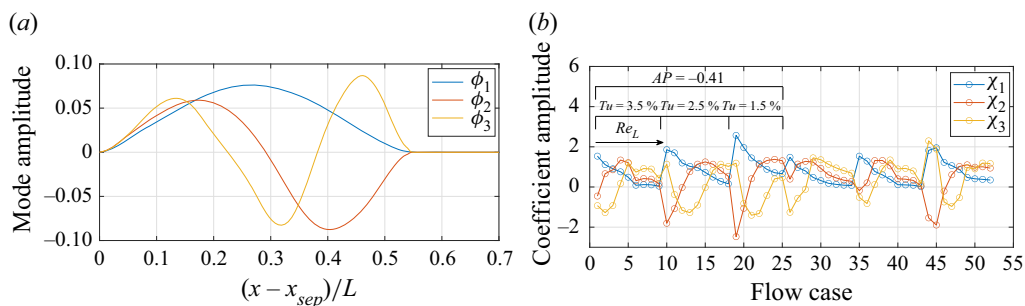 (a)
Mode amplitude
0.10
0.05
0
−0.05
−0.10
0 0.1 0.2 0.3 0.4 0.5 0.6 0.7
(x − x_sep)/L
ϕ1
ϕ2
ϕ3
(b)
Coefficient amplitude
6
4
2
0
−2
0 5 10 15 20 25 30 35 40 45 50 55
Flow case
AP = −0.41
Tu = 3.5 % Tu = 2.5 % Tu = 1.5 %
Re_L
χ1
χ2
χ3